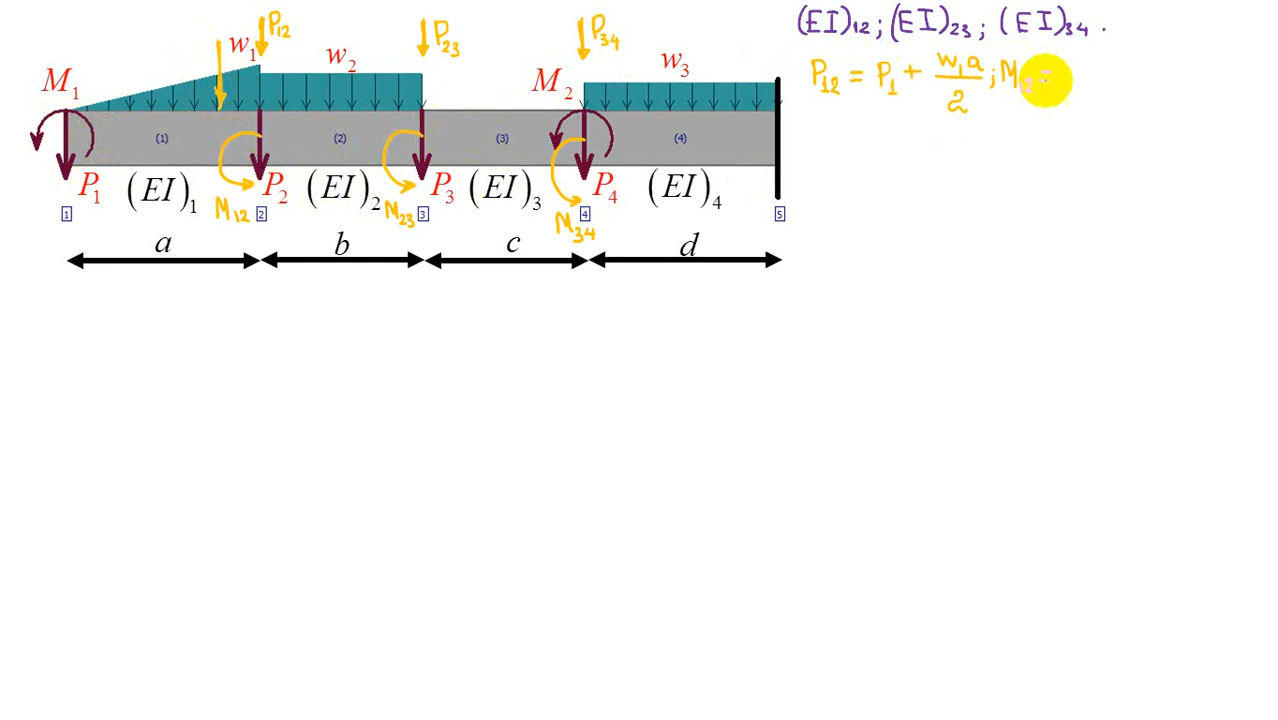 (EI)₁₂ ; (EI)₂₃ ; (EI)₃₄ .
P₁₂ = P₁ + w₁a/2 ; M₁₂ =
P₁₂ P₂₃ P₃₄
M₁ w₁ w₂ M₂ w₃
(1) (2) (3) (4)
P₁ (EI)₁ P₂ (EI)₂ P₃ (EI)₃ P₄ (EI)₄
M₁₂ M₂₃ M₃₄
1 2 3 4 5
a b c d